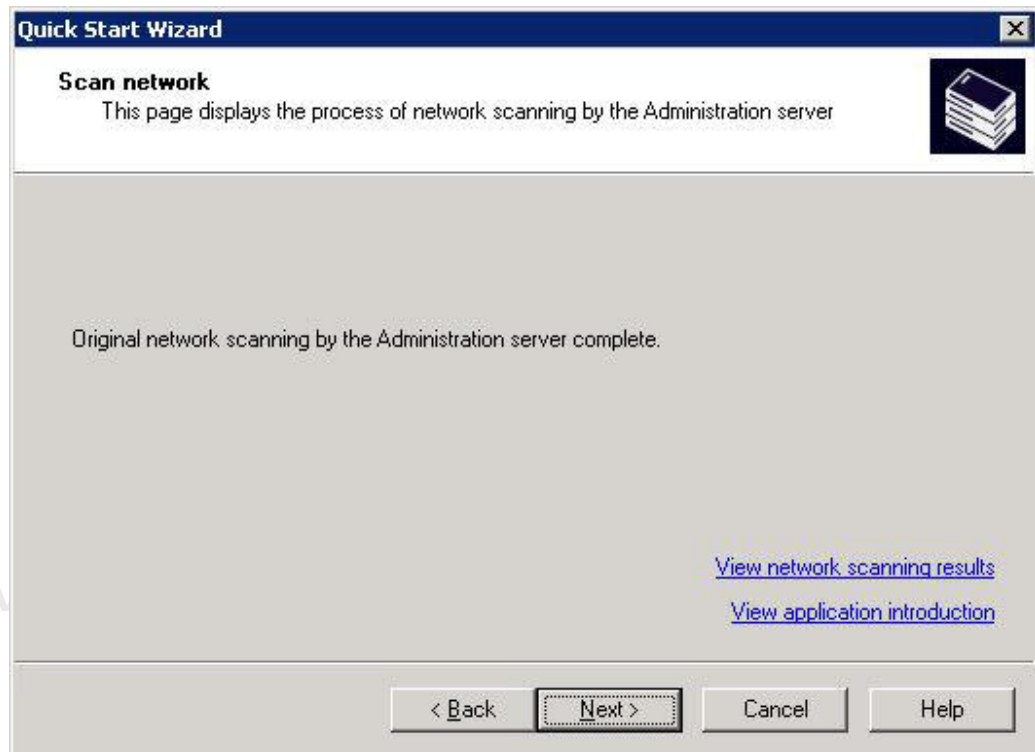 Quick Start Wizard
Scan network
This page displays the process of network scanning by the Administration server
Original network scanning by the Administration server complete.
View network scanning results
View application introduction
< Back
Next >
Cancel
Help